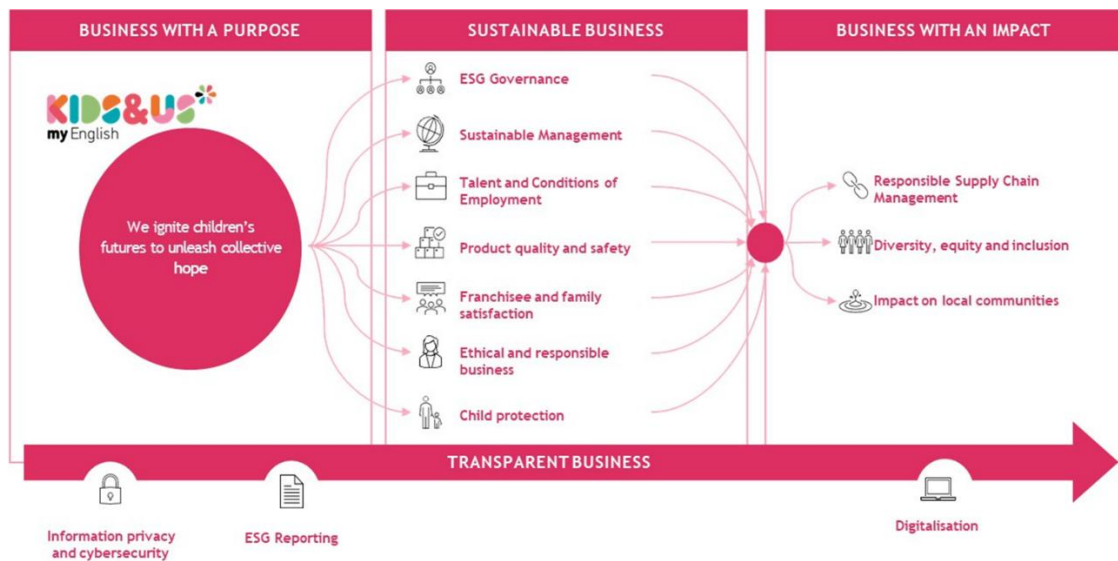 BUSINESS WITH A PURPOSE
KIDS&US
my English
We ignite children's
futures to unleash collective
hope
SUSTAINABLE BUSINESS
ESG Governance
Sustainable Management
Talent and Conditions of
Employment
Product quality and safety
Franchisee and family
satisfaction
Ethical and responsible
business
Child protection
BUSINESS WITH AN IMPACT
Responsible Supply Chain
Management
Diversity, equity and inclusion
Impact on local communities
TRANSPARENT BUSINESS
Information privacy
and cybersecurity
ESG Reporting
Digitalisation